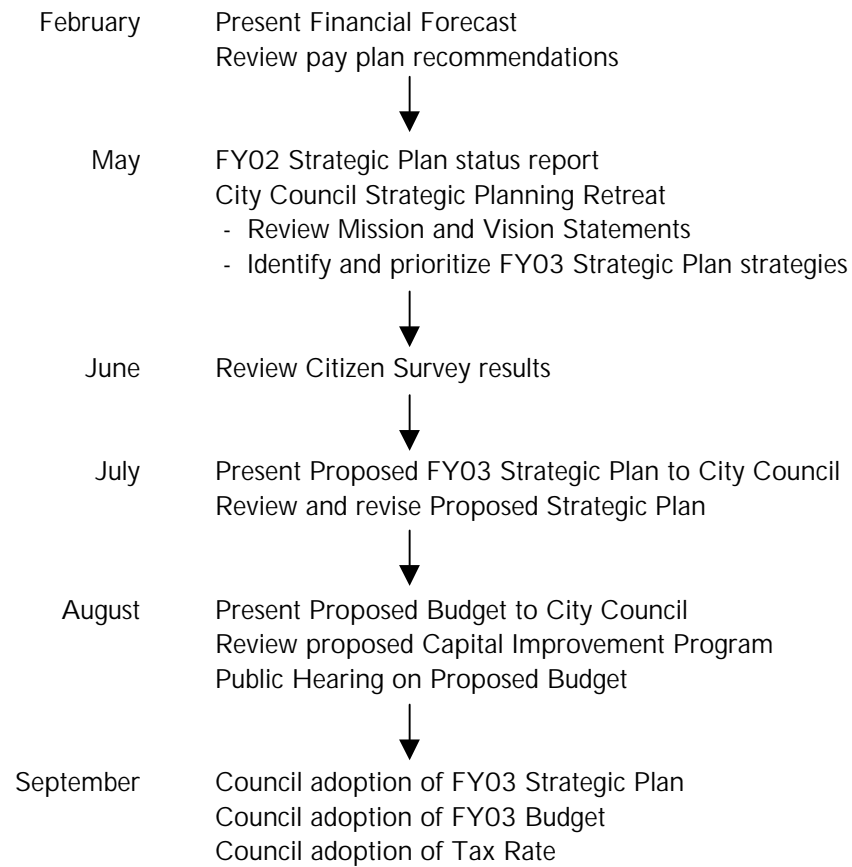 February Present Financial Forecast
Review pay plan recommendations
May FY02 Strategic Plan status report
City Council Strategic Planning Retreat
- Review Mission and Vision Statements
- Identify and prioritize FY03 Strategic Plan strategies
June Review Citizen Survey results
July Present Proposed FY03 Strategic Plan to City Council
Review and revise Proposed Strategic Plan
August Present Proposed Budget to City Council
Review proposed Capital Improvement Program
Public Hearing on Proposed Budget
September Council adoption of FY03 Strategic Plan
Council adoption of FY03 Budget
Council adoption of Tax Rate